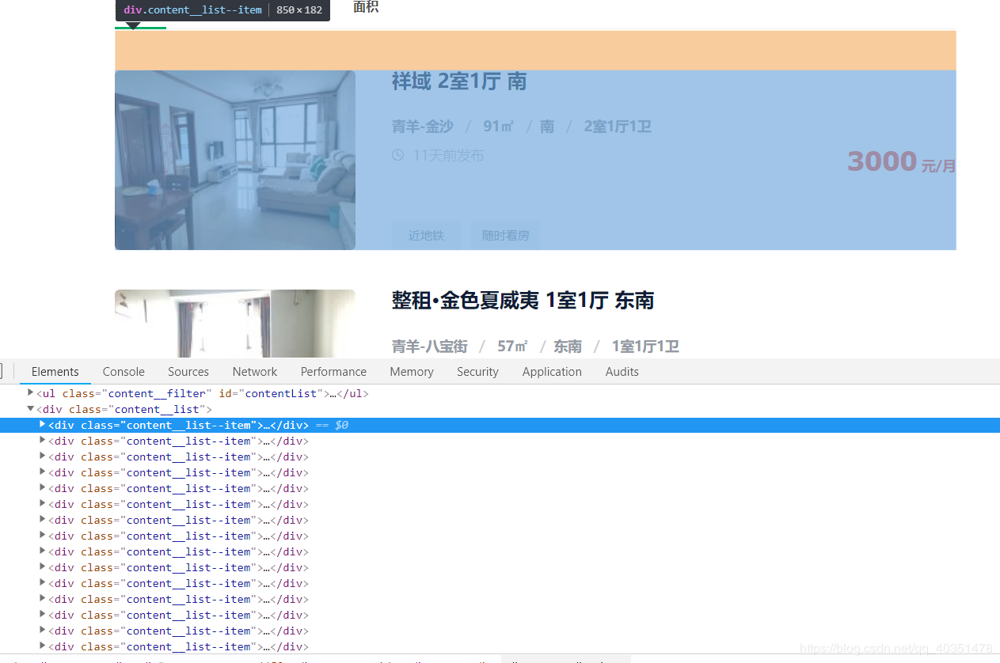 div.content__list--item 850×182
面积
祥域 2室1厅 南
青羊-金沙 / 91㎡ / 南 / 2室1厅1卫
11天前发布
3000 元/月
近地铁 随时看房
整租·金色夏威夷 1室1厅 东南
青羊-八宝街 / 57㎡ / 东南 / 1室1厅1卫
Elements Console Sources Network Performance Memory Security Application Audits
<ul class="content__filter" id="contentList">…</ul>
<div class="content__list">
<div class="content__list--item">…</div> == $0
<div class="content__list--item">…</div>
<div class="content__list--item">…</div>
<div class="content__list--item">…</div>
<div class="content__list--item">…</div>
<div class="content__list--item">…</div>
<div class="content__list--item">…</div>
<div class="content__list--item">…</div>
<div class="content__list--item">…</div>
<div class="content__list--item">…</div>
<div class="content__list--item">…</div>
<div class="content__list--item">…</div>
<div class="content__list--item">…</div>
<div class="content__list--item">…</div>
<div class="content__list--item">…</div>
https://blog.csdn.net/qq_40351478